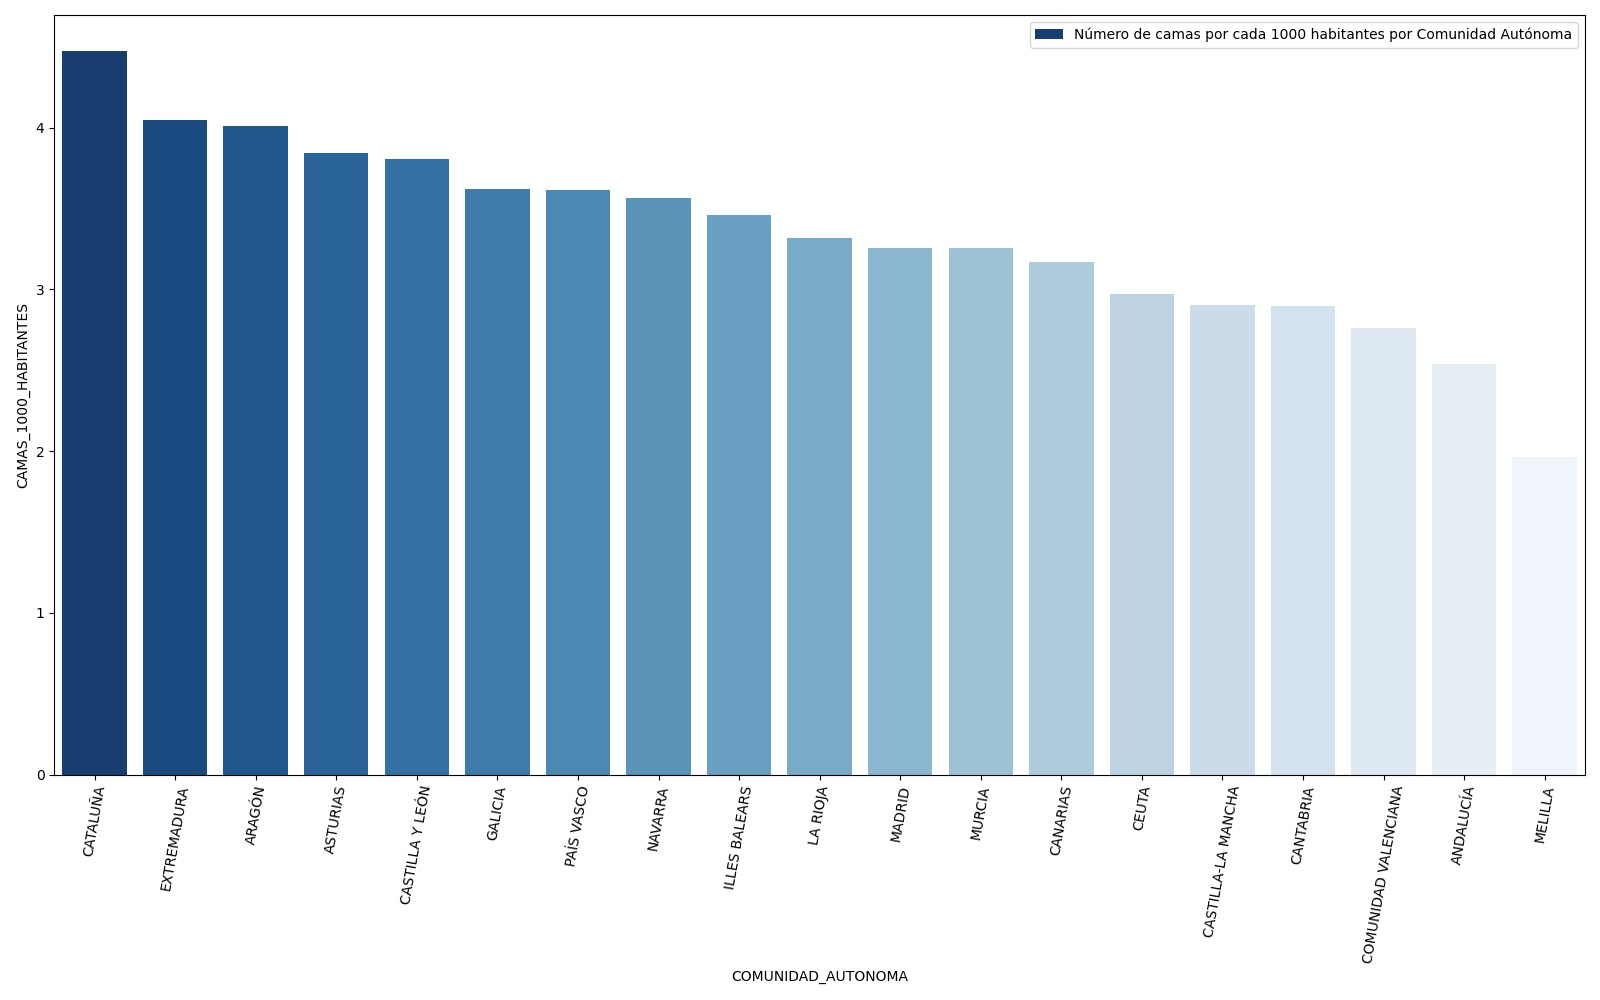 Número de camas por cada 1000 habitantes por Comunidad Autónoma
CAMAS_1000_HABITANTES
4
3
2
1
0
CATALUÑA
EXTREMADURA
ARAGÓN
ASTURIAS
CASTILLA Y LEÓN
GALICIA
PAÍS VASCO
NAVARRA
ILLES BALEARS
LA RIOJA
MADRID
MURCIA
CANARIAS
CEUTA
CASTILLA-LA MANCHA
CANTABRIA
COMUNIDAD VALENCIANA
ANDALUCÍA
MELILLA
COMUNIDAD_AUTONOMA